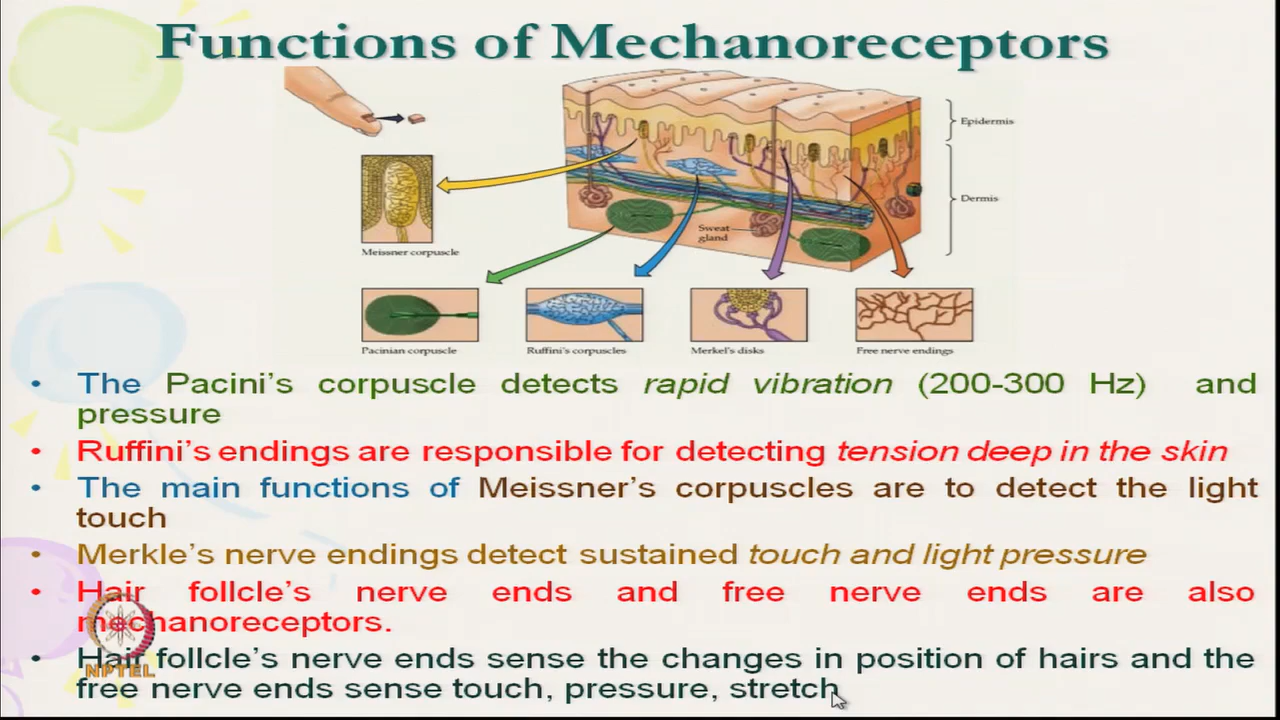 Functions of Mechanoreceptors
Epidermis
Dermis
Sweat
gland
Meissner corpuscle
Pacinian corpuscle
Ruffini's corpuscles
Merkel's disks
Free nerve endings
• The Pacini's corpuscle detects rapid vibration (200-300 Hz) and
pressure
• Ruffini's endings are responsible for detecting tension deep in the skin
• The main functions of Meissner's corpuscles are to detect the light
touch
• Merkle's nerve endings detect sustained touch and light pressure
• Hair follcle's nerve ends and free nerve ends are also
mechanoreceptors.
• Hair follcle's nerve ends sense the changes in position of hairs and the
free nerve ends sense touch, pressure, stretch
NPTEL